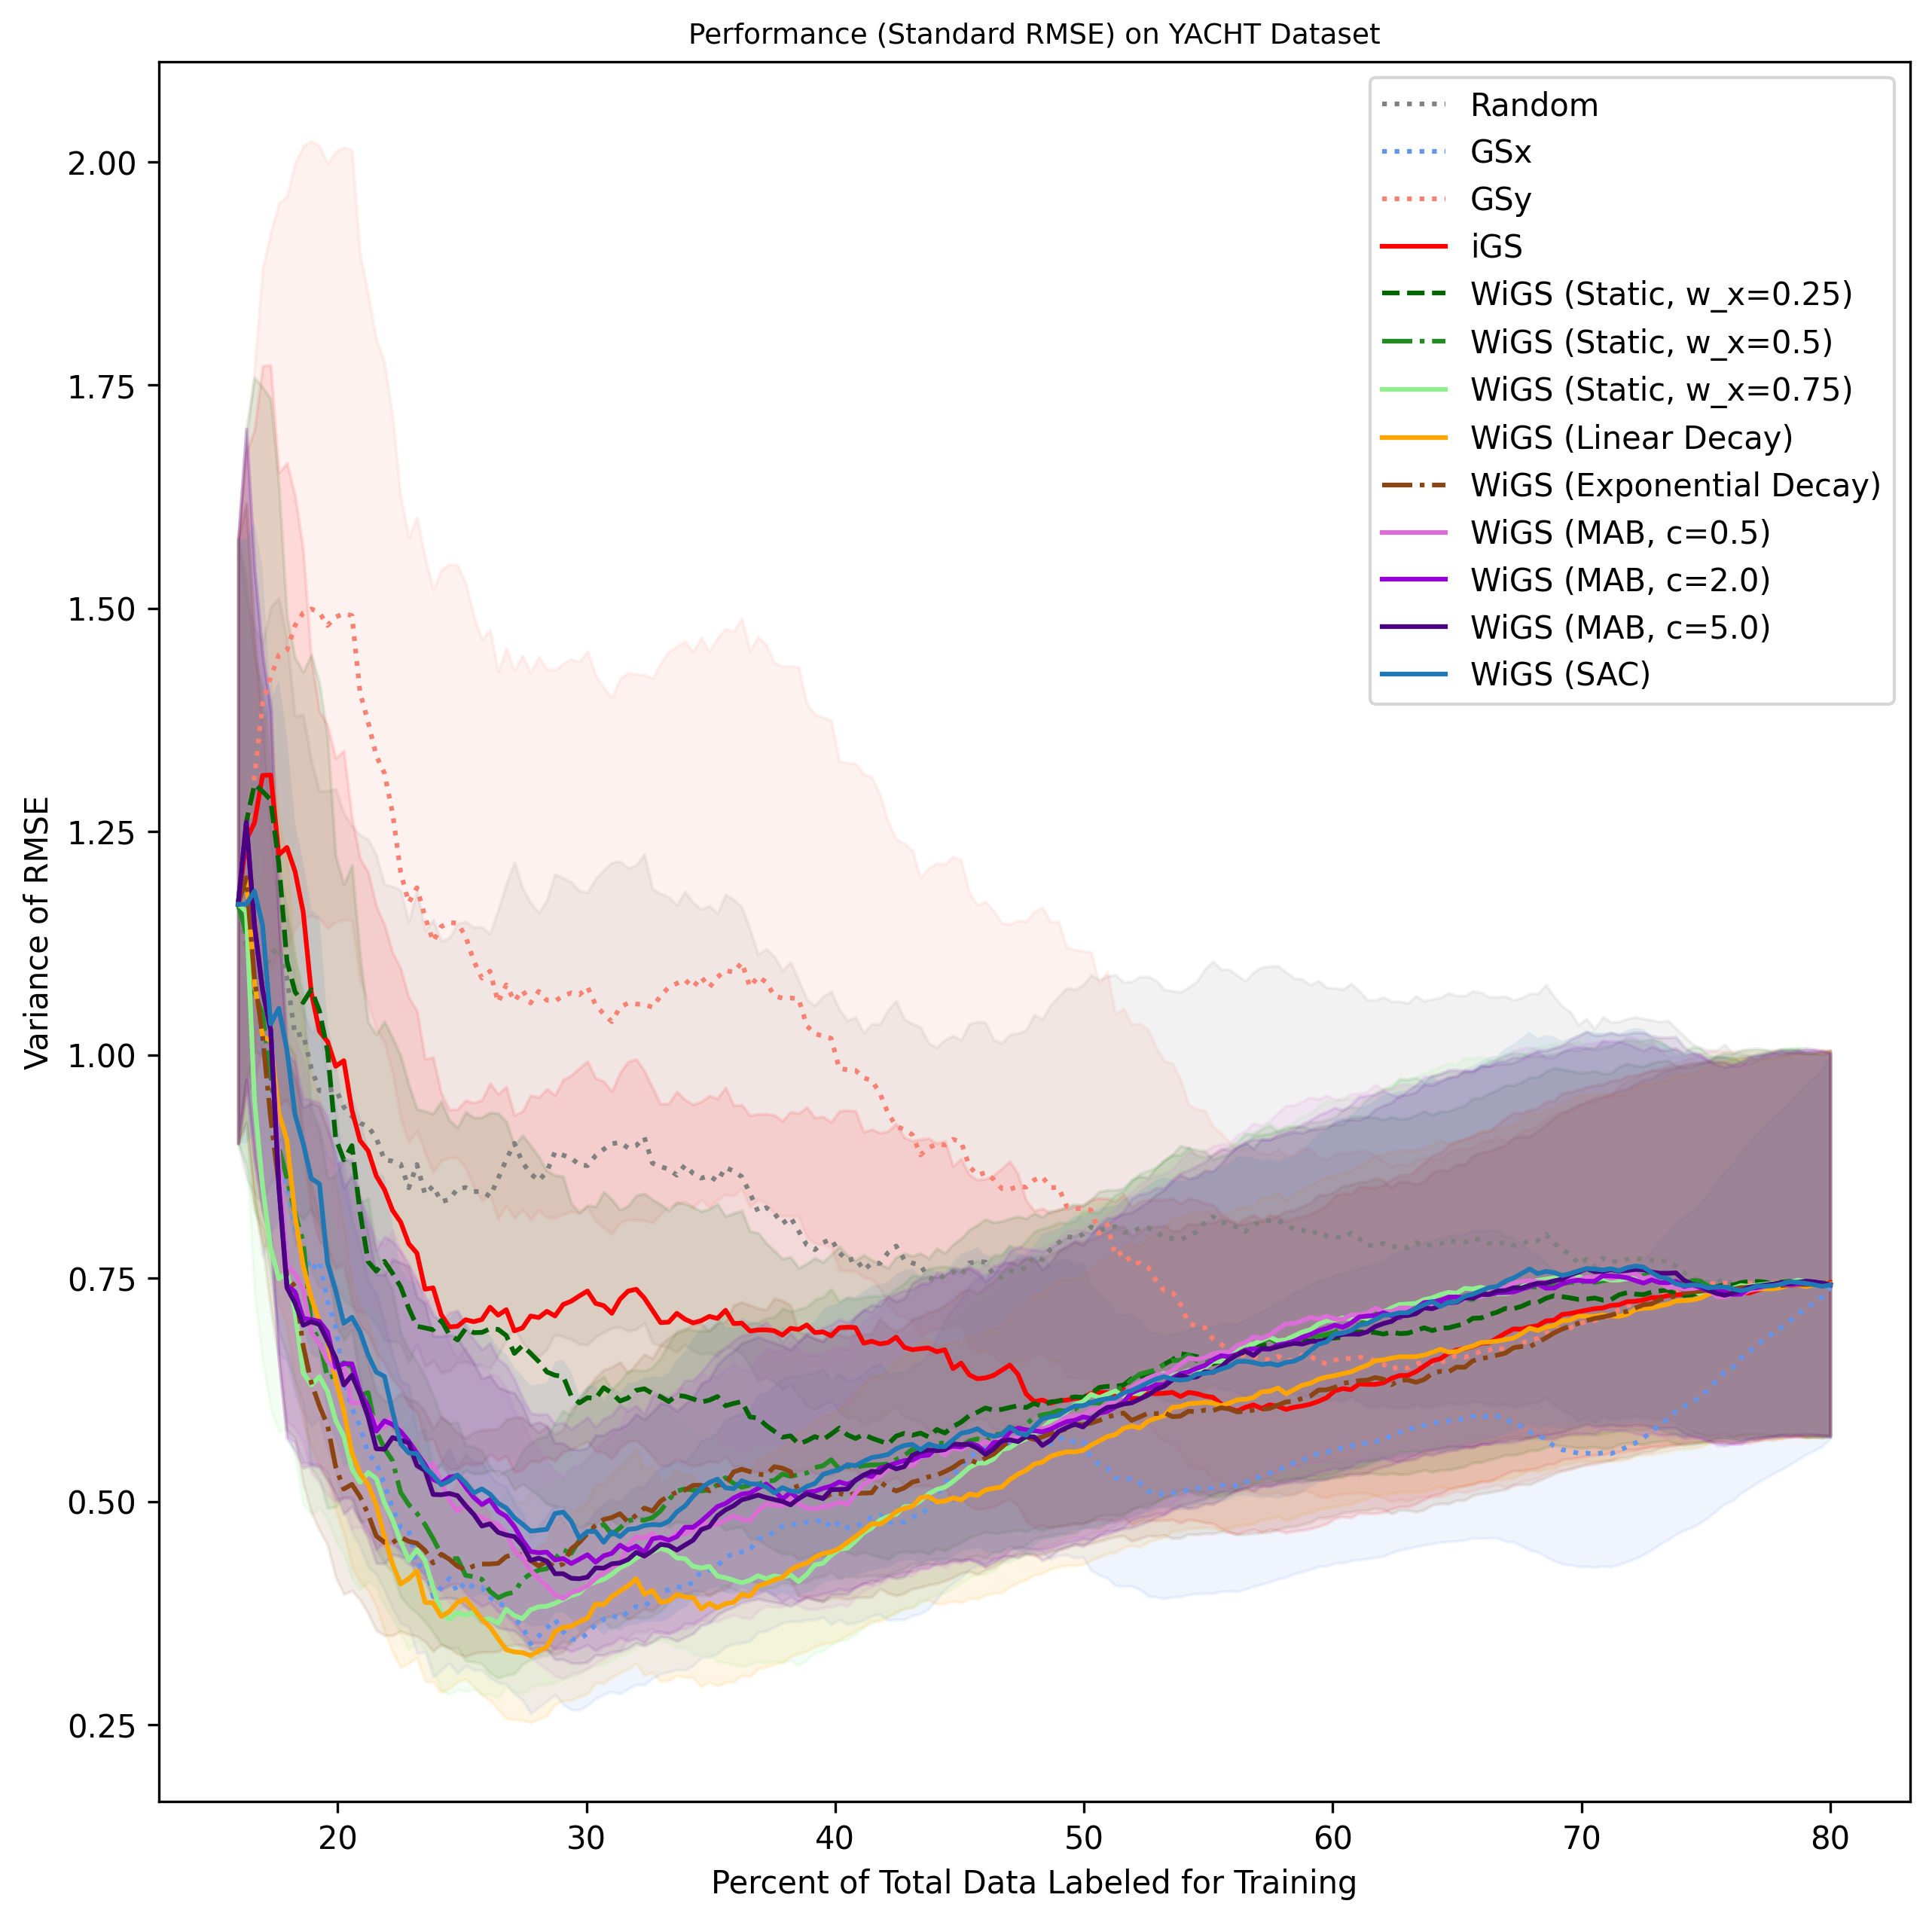 Performance (Standard RMSE) on YACHT Dataset
Random
GSx
GSy
iGS
WiGS (Static, w_x=0.25)
WiGS (Static, w_x=0.5)
WiGS (Static, w_x=0.75)
WiGS (Linear Decay)
WiGS (Exponential Decay)
WiGS (MAB, c=0.5)
WiGS (MAB, c=2.0)
WiGS (MAB, c=5.0)
WiGS (SAC)
Variance of RMSE
2.00
1.75
1.50
1.25
1.00
0.75
0.50
0.25
20 30 40 50 60 70 80
Percent of Total Data Labeled for Training